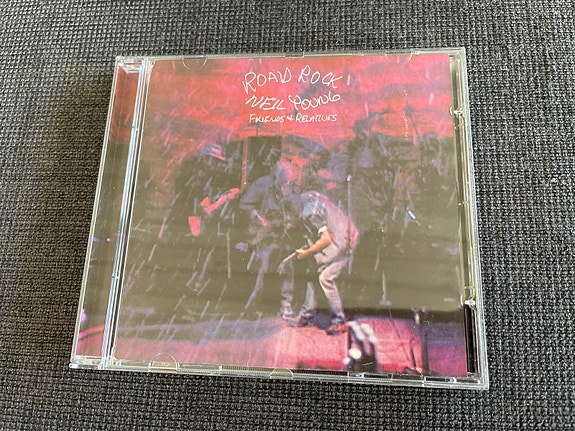 ROAD ROCK
NEIL YOUNG
FRIENDS & RELATIVES